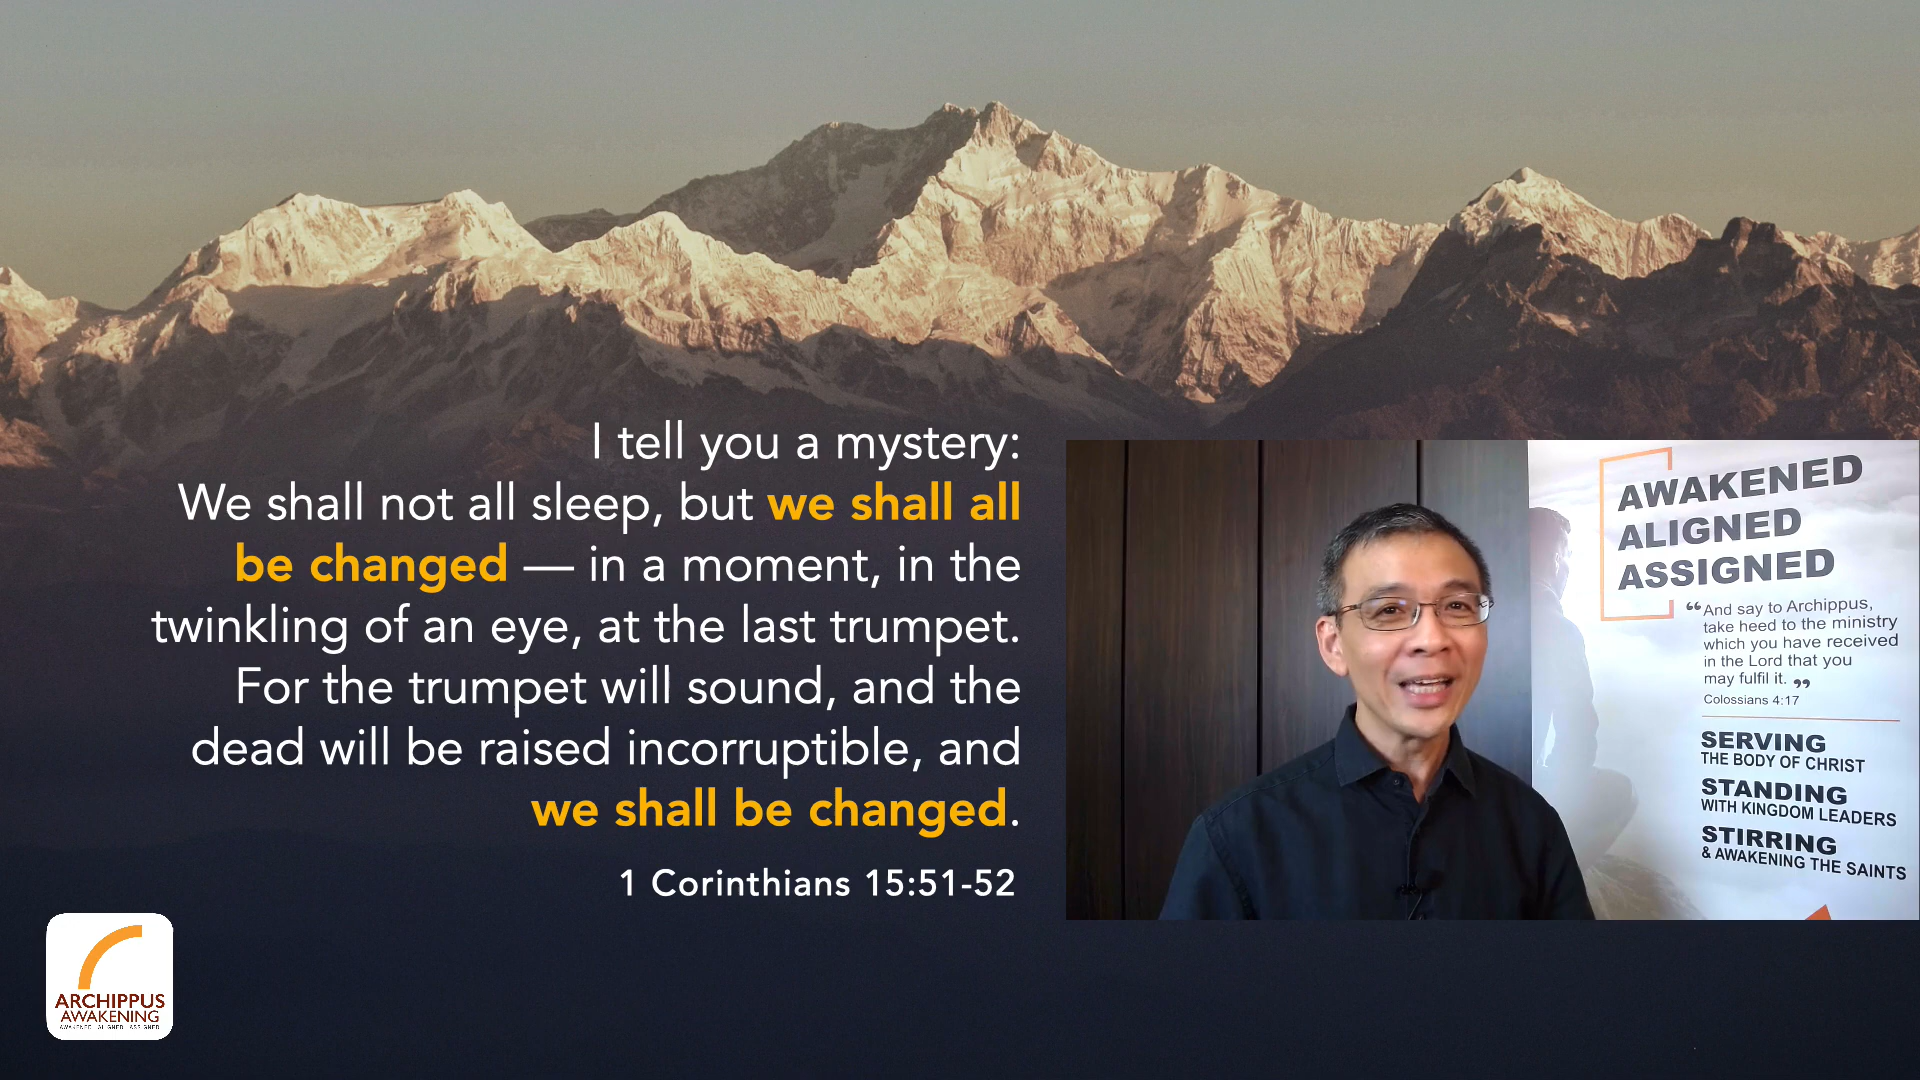 I tell you a mystery:
We shall not all sleep, but we shall all
be changed — in a moment, in the
twinkling of an eye, at the last trumpet.
For the trumpet will sound, and the
dead will be raised incorruptible, and
we shall be changed.
1 Corinthians 15:51-52
AWAKENED
ALIGNED
ASSIGNED
“And say to Archippus,
take heed to the ministry
which you have received
in the Lord that you
may fulfil it.”
Colossians 4:17
SERVING
THE BODY OF CHRIST
STANDING
WITH KINGDOM LEADERS
STIRRING
& AWAKENING THE SAINTS
ARCHIPPUS
AWAKENING
AWAKENED ALIGNED ASSIGNED